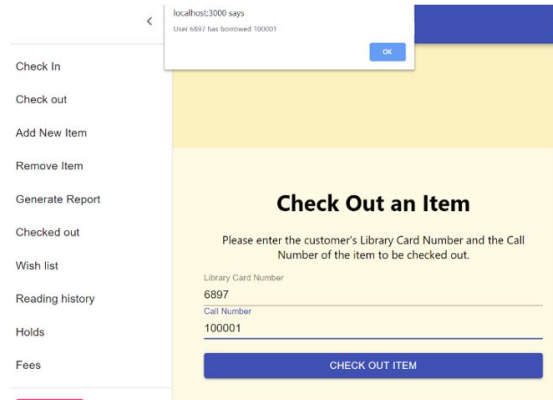 localhost:3000 says
User 6897 has borrowed 100001
OK
Check In
Check out
Add New Item
Remove Item
Generate Report
Checked out
Wish list
Reading history
Holds
Fees
Check Out an Item
Please enter the customer's Library Card Number and the Call
Number of the item to be checked out.
Library Card Number
6897
Call Number
100001
CHECK OUT ITEM